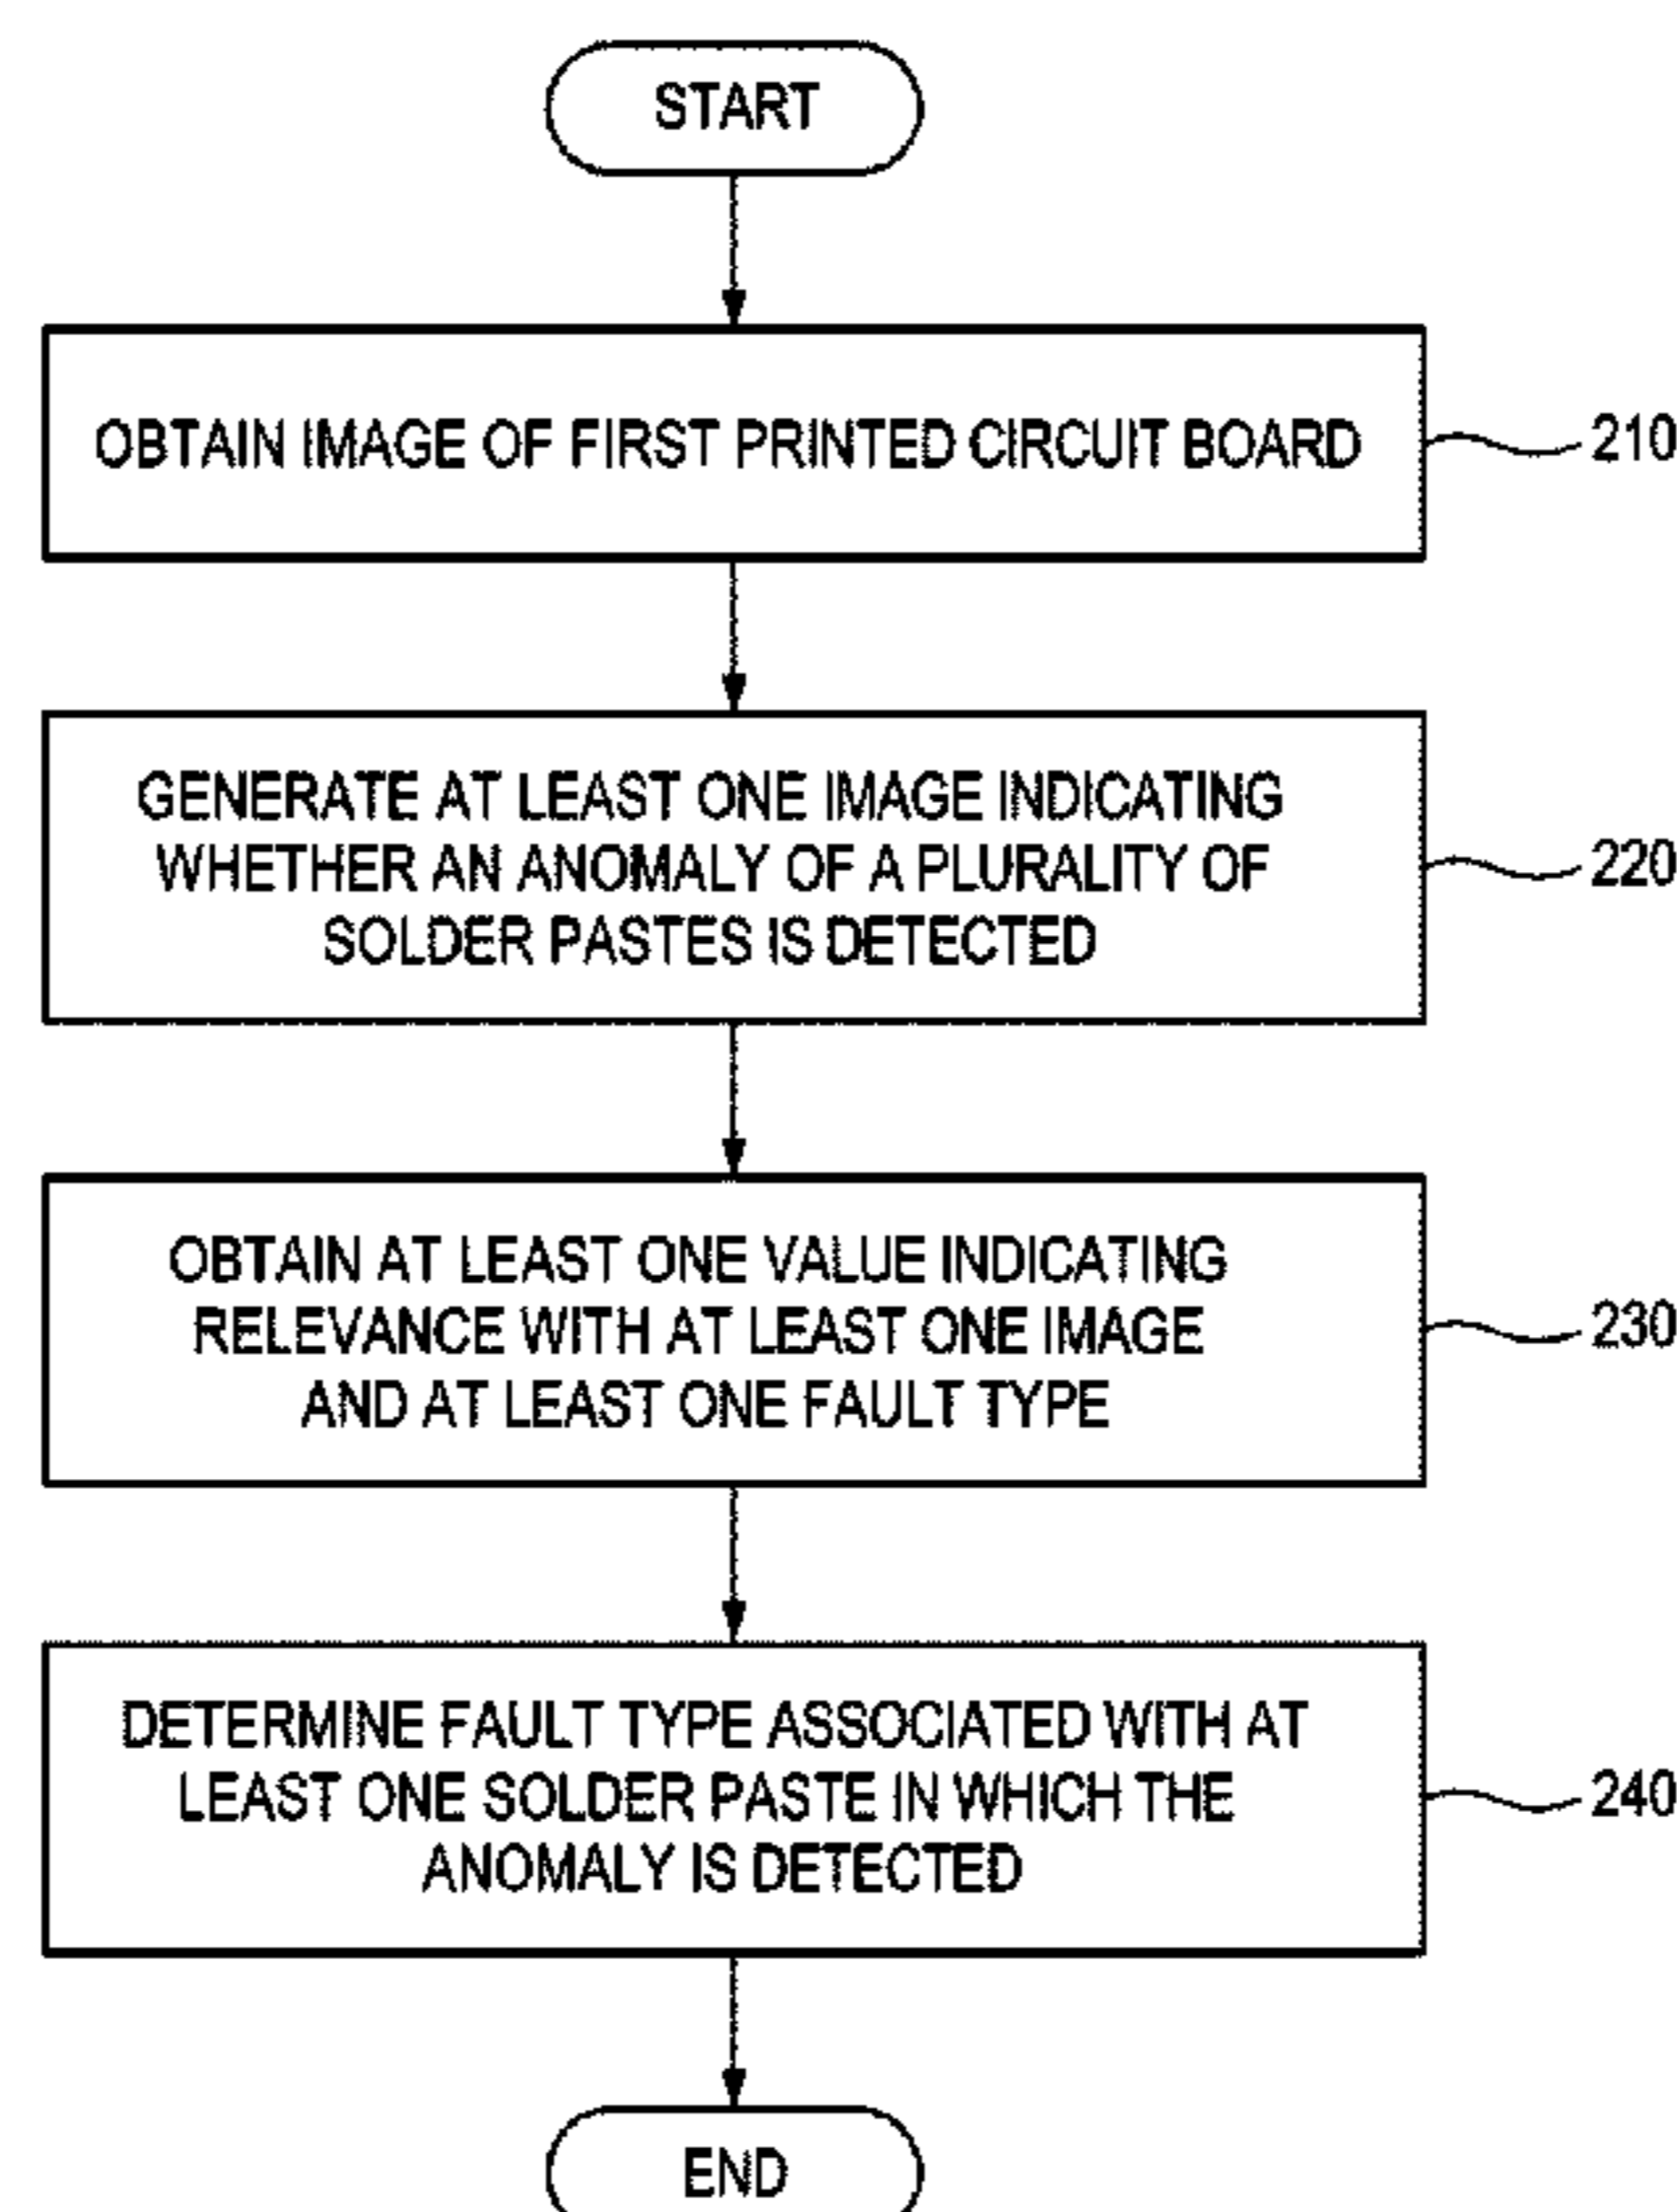 START
OBTAIN IMAGE OF FIRST PRINTED CIRCUIT BOARD
210
GENERATE AT LEAST ONE IMAGE INDICATING
WHETHER AN ANOMALY OF A PLURALITY OF
SOLDER PASTES IS DETECTED
220
OBTAIN AT LEAST ONE VALUE INDICATING
RELEVANCE WITH AT LEAST ONE IMAGE
AND AT LEAST ONE FAULT TYPE
230
DETERMINE FAULT TYPE ASSOCIATED WITH AT
LEAST ONE SOLDER PASTE IN WHICH THE
ANOMALY IS DETECTED
240
END